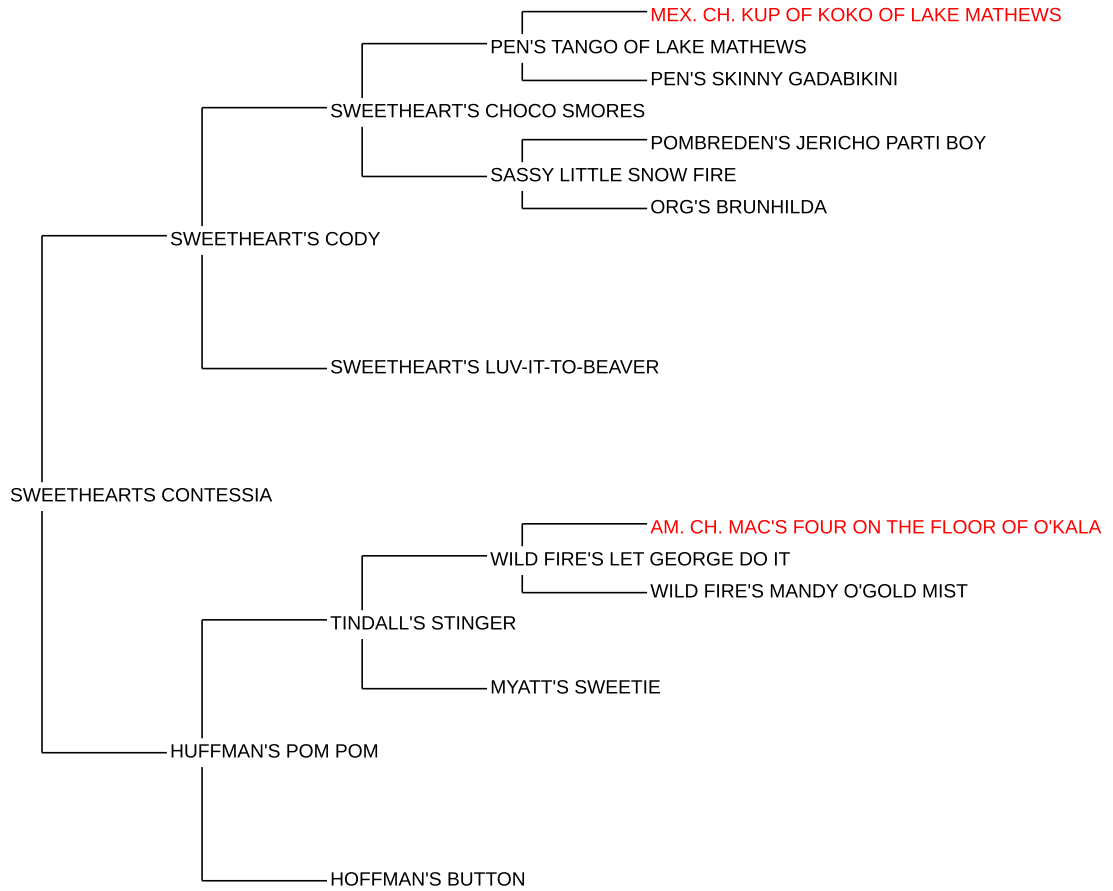 MEX. CH. KUP OF KOKO OF LAKE MATHEWS
PEN'S TANGO OF LAKE MATHEWS
PEN'S SKINNY GADABIKINI
SWEETHEART'S CHOCO SMORES
POMBREDEN'S JERICHO PARTI BOY
SASSY LITTLE SNOW FIRE
ORG'S BRUNHILDA
SWEETHEART'S CODY
SWEETHEART'S LUV-IT-TO-BEAVER
SWEETHEARTS CONTESSIA
AM. CH. MAC'S FOUR ON THE FLOOR OF O'KALA
WILD FIRE'S LET GEORGE DO IT
WILD FIRE'S MANDY O'GOLD MIST
TINDALL'S STINGER
MYATT'S SWEETIE
HUFFMAN'S POM POM
HOFFMAN'S BUTTON